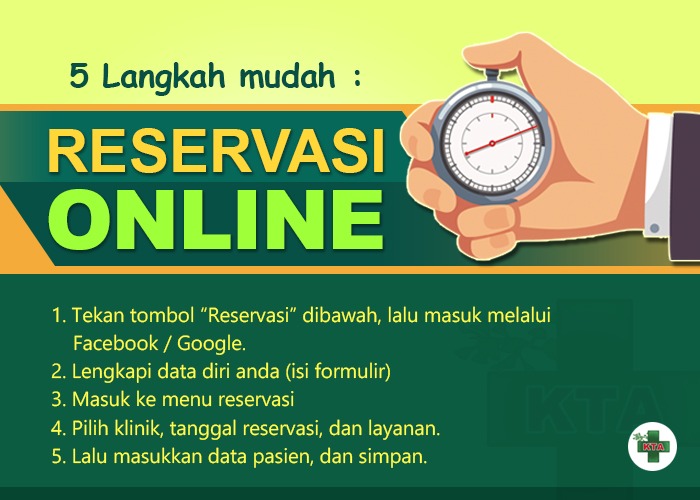 5 Langkah mudah :
RESERVASI
ONLINE
1. Tekan tombol “Reservasi” dibawah, lalu masuk melalui
Facebook / Google.
2. Lengkapi data diri anda (isi formulir)
3. Masuk ke menu reservasi
4. Pilih klinik, tanggal reservasi, dan layanan.
5. Lalu masukkan data pasien, dan simpan.
KTA
KTA